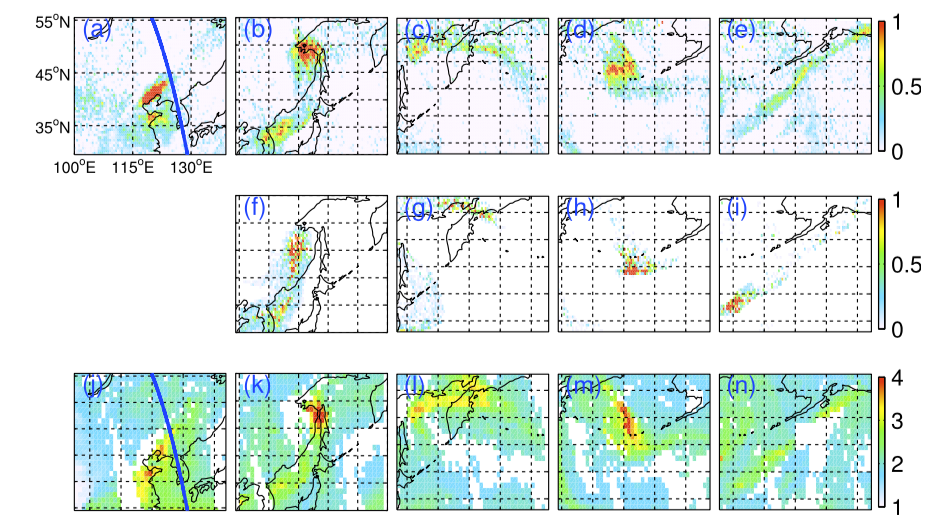 55°N
45°N
35°N
100°E 115°E 130°E
(a) (b) (c) (d) (e)
1
0.5
0
(f) (g) (h) (i)
1
0.5
0
(j) (k) (l) (m) (n)
4
3
2
1